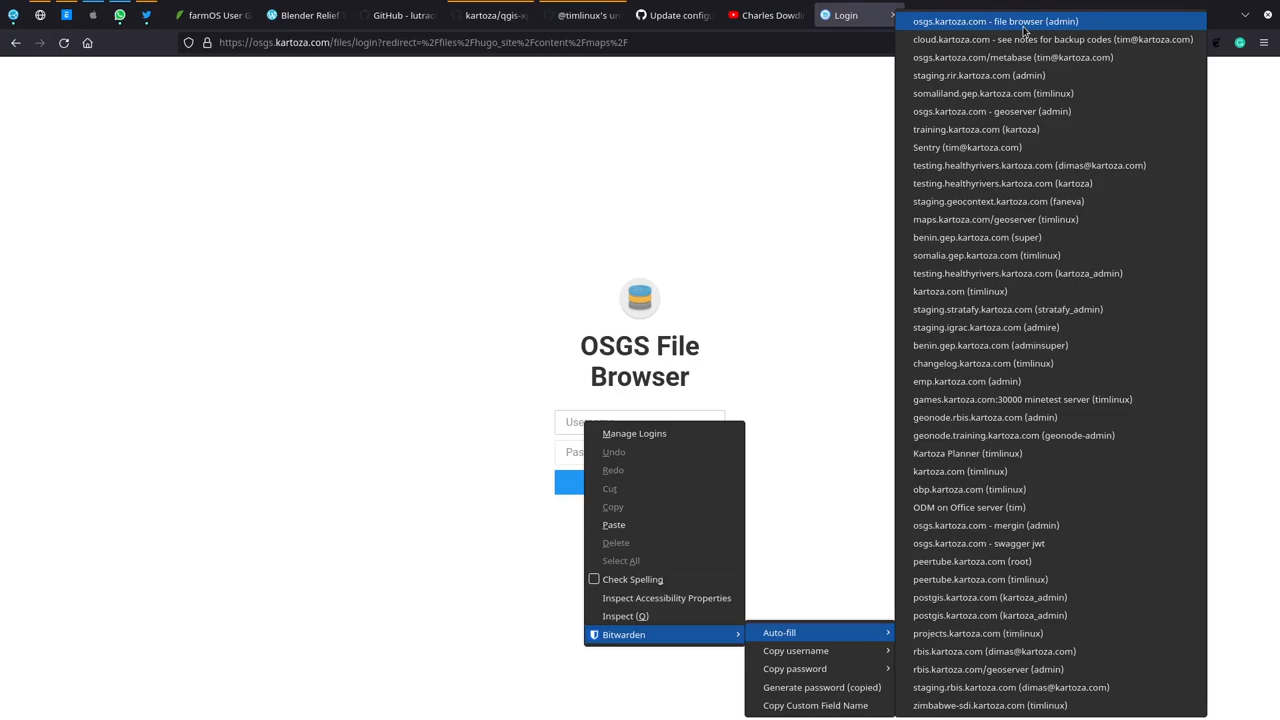 farmOS User G
Blender Relief
GitHub - lutrac
kartoza/qgis-x
@timlinux's un
Update config
Charles Dowdi
Login
https://osgs.kartoza.com/files/login?redirect=%2Ffiles%2Fhugo_site%2Fcontent%2Fmaps%2F
OSGS File
Browser
Manage Logins
Undo
Redo
Cut
Copy
Paste
Delete
Select All
Check Spelling
Inspect Accessibility Properties
Inspect (Q)
Bitwarden
Auto-fill
Copy username
Copy password
Generate password (copied)
Copy Custom Field Name
osgs.kartoza.com - file browser (admin)
cloud.kartoza.com - see notes for backup codes (tim@kartoza.com)
osgs.kartoza.com/metabase (tim@kartoza.com)
staging.rir.kartoza.com (admin)
somaliland.gep.kartoza.com (timlinux)
osgs.kartoza.com - geoserver (admin)
training.kartoza.com (kartoza)
Sentry (tim@kartoza.com)
testing.healthyrivers.kartoza.com (dimas@kartoza.com)
testing.healthyrivers.kartoza.com (kartoza)
staging.geocontext.kartoza.com (faneva)
maps.kartoza.com/geoserver (timlinux)
benin.gep.kartoza.com (super)
somalia.gep.kartoza.com (timlinux)
testing.healthyrivers.kartoza.com (kartoza_admin)
kartoza.com (timlinux)
staging.stratafy.kartoza.com (stratafy_admin)
staging.igrac.kartoza.com (admire)
benin.gep.kartoza.com (adminsuper)
changelog.kartoza.com (timlinux)
emp.kartoza.com (admin)
games.kartoza.com:30000 minetest server (timlinux)
geonode.rbis.kartoza.com (admin)
geonode.training.kartoza.com (geonode-admin)
Kartoza Planner (timlinux)
kartoza.com (timlinux)
obp.kartoza.com (timlinux)
ODM on Office server (tim)
osgs.kartoza.com - mergin (admin)
osgs.kartoza.com - swagger jwt
peertube.kartoza.com (root)
peertube.kartoza.com (timlinux)
postgis.kartoza.com (kartoza_admin)
postgis.kartoza.com (kartoza_admin)
projects.kartoza.com (timlinux)
rbis.kartoza.com (dimas@kartoza.com)
rbis.kartoza.com/geoserver (admin)
staging.rbis.kartoza.com (dimas@kartoza.com)
zimbabwe-sdi.kartoza.com (timlinux)